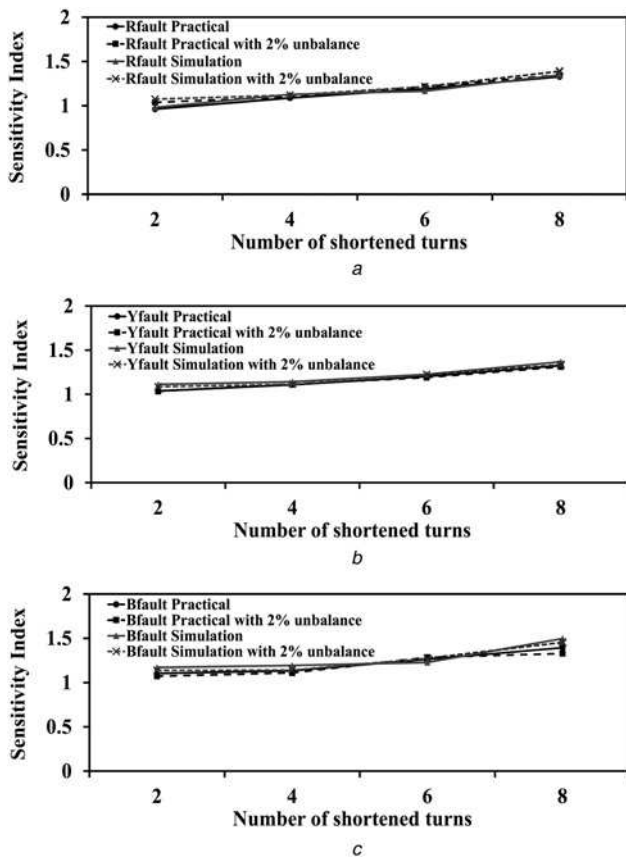 2
Rfault Practical
Rfault Practical with 2% unbalance
Rfault Simulation
Rfault Simulation with 2% unbalance
1.5
1
0.5
0
Sensitivity Index
2 4 6 8
Number of shortened turns
a
2
Yfault Practical
Yfault Practical with 2% unbalance
Yfault Simulation
Yfault Simulation with 2% unbalance
1.5
1
0.5
0
Sensitivity Index
2 4 6 8
Number of shortened turns
b
2
Bfault Practical
Bfault Practical with 2% unbalance
Bfault Simulation
Bfault Simulation with 2% unbalance
1.5
1
0.5
0
Sensitivity Index
2 4 6 8
Number of shortened turns
c